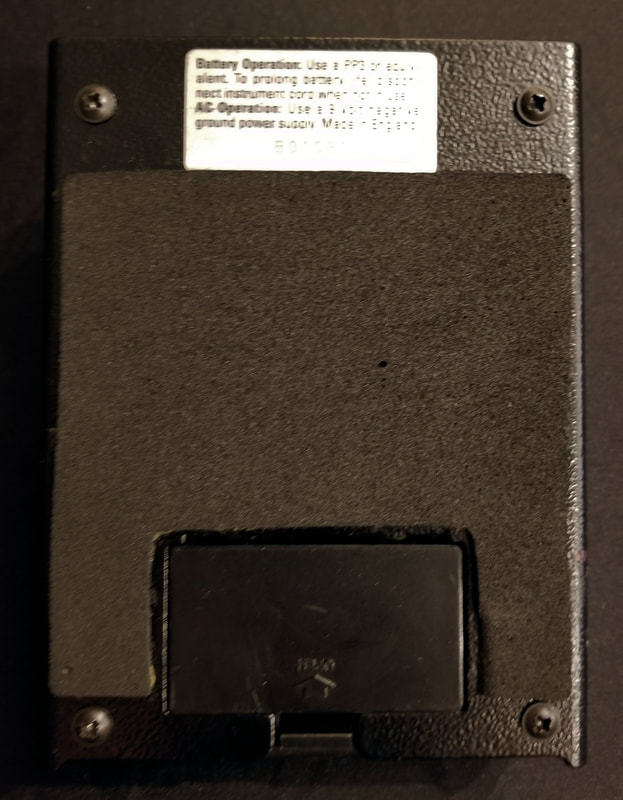 Battery Operation: Use a PP3 or equiv-
alent. To prolong battery life discon-
nect instrument cord when not in use.
AC Operation: Use a 9 Volt negative
ground power supply. Made in England
OPEN